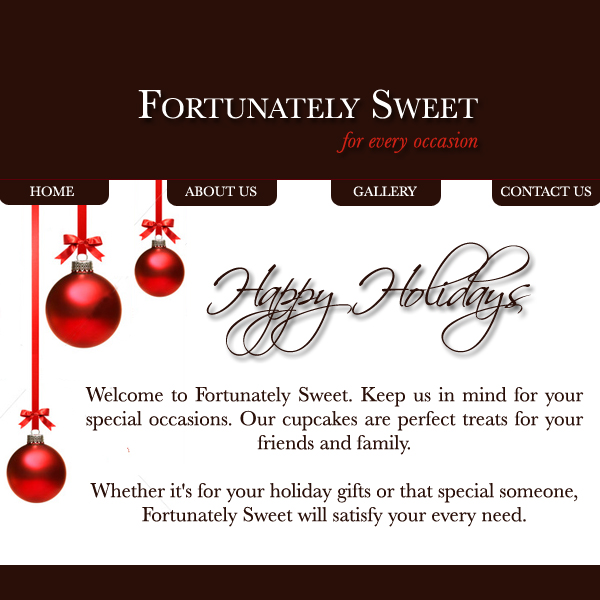 FORTUNATELY SWEET
for every occasion
HOME ABOUT US GALLERY CONTACT US
Happy Holidays
Welcome to Fortunately Sweet. Keep us in mind for your
special occasions. Our cupcakes are perfect treats for your
friends and family.
Whether it's for your holiday gifts or that special someone,
Fortunately Sweet will satisfy your every need.